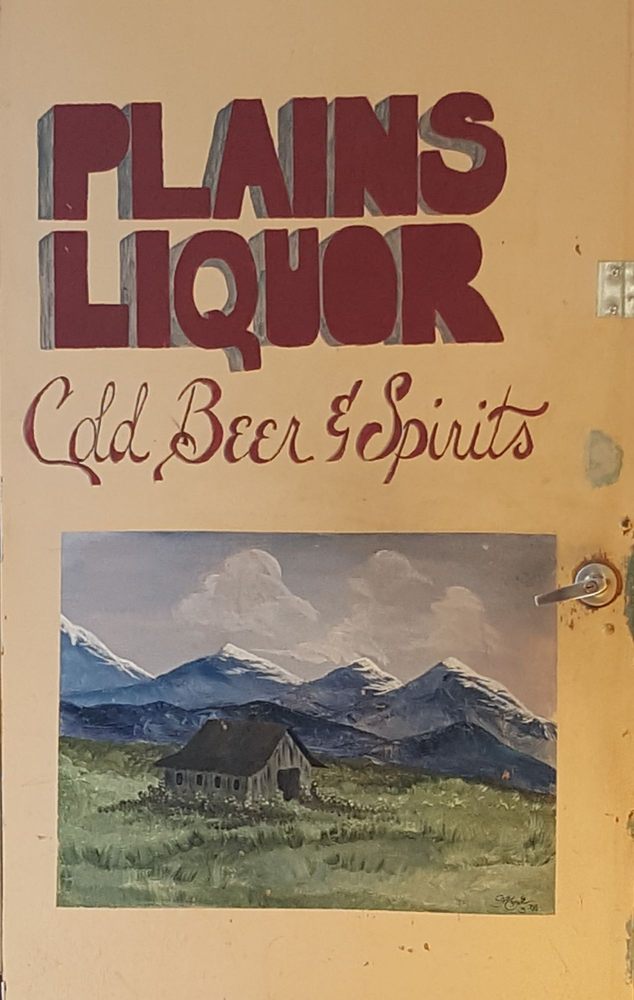 PLAINS
LIQUOR
Cold Beer & Spirits